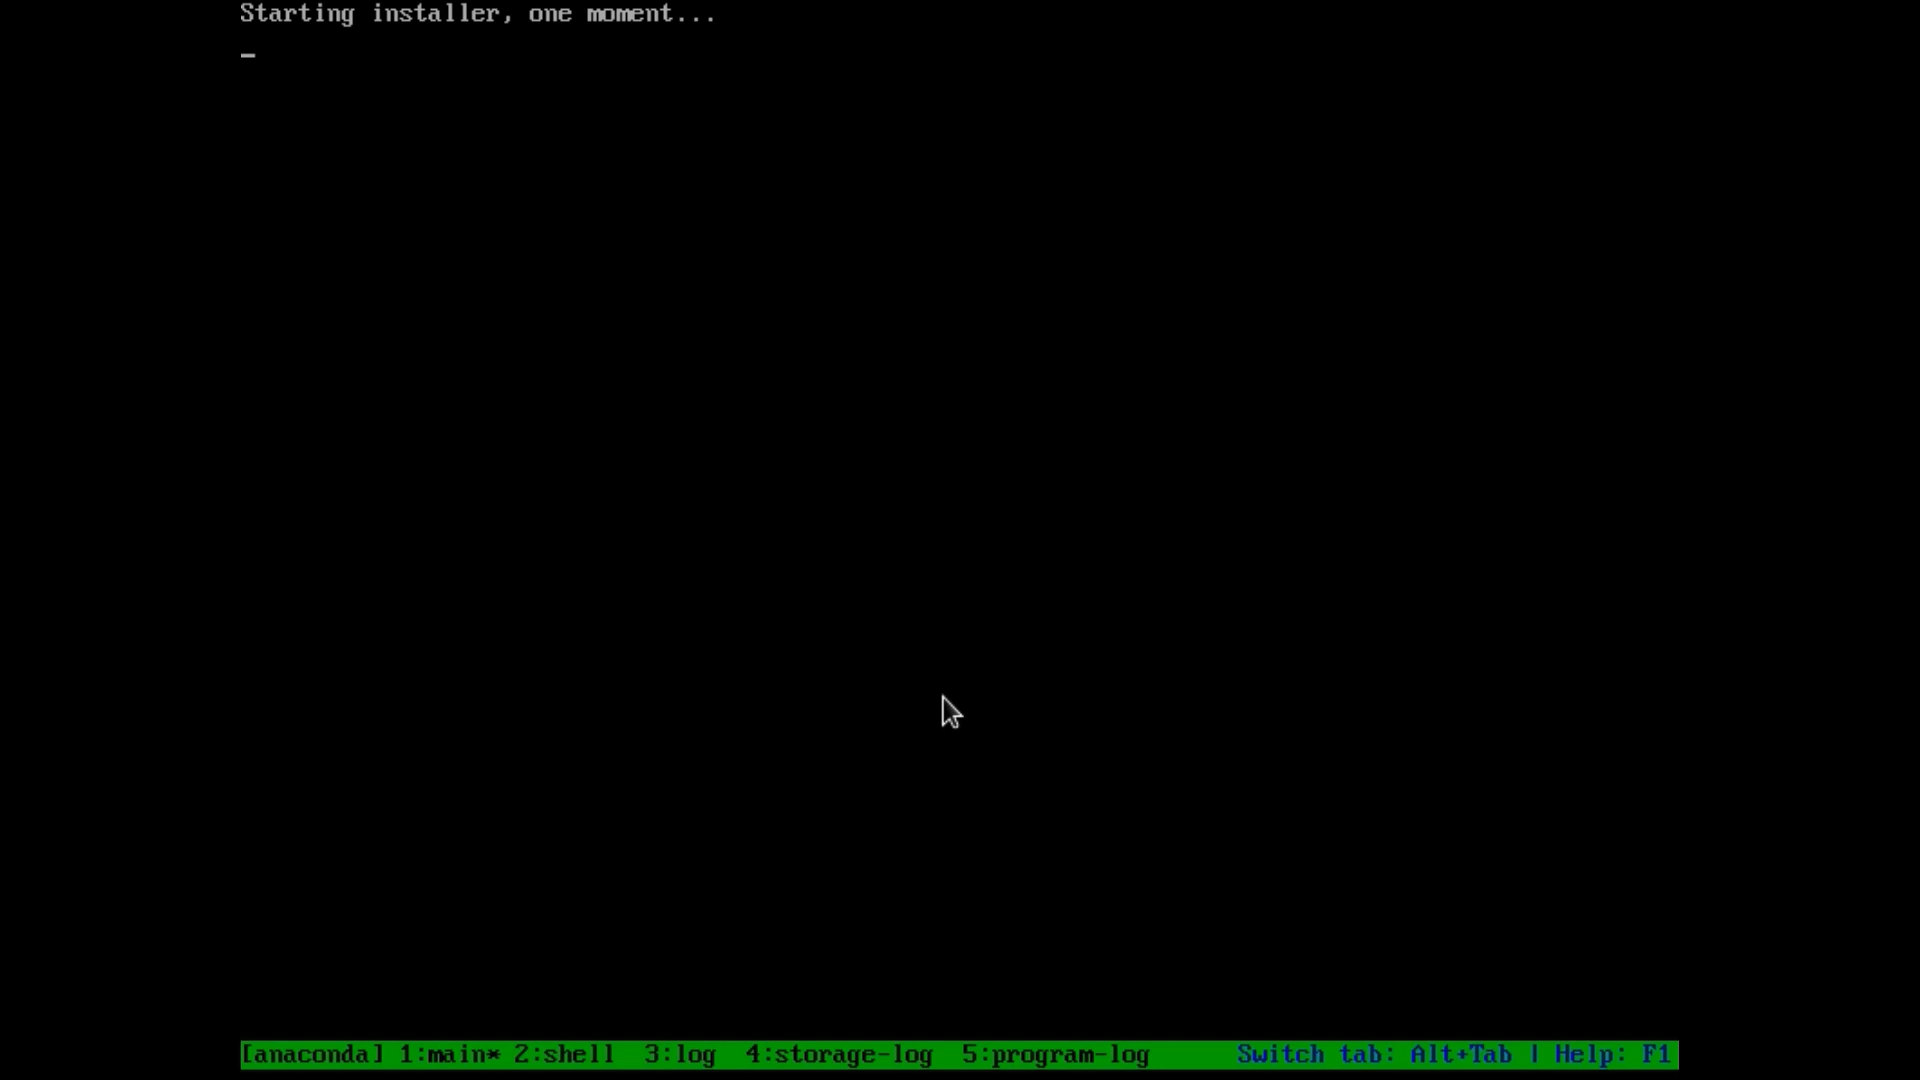 Starting installer, one moment...
[anaconda] 1:main* 2:shell  3:log  4:storage-log  5:program-log      Switch tab: Alt+Tab | Help: F1